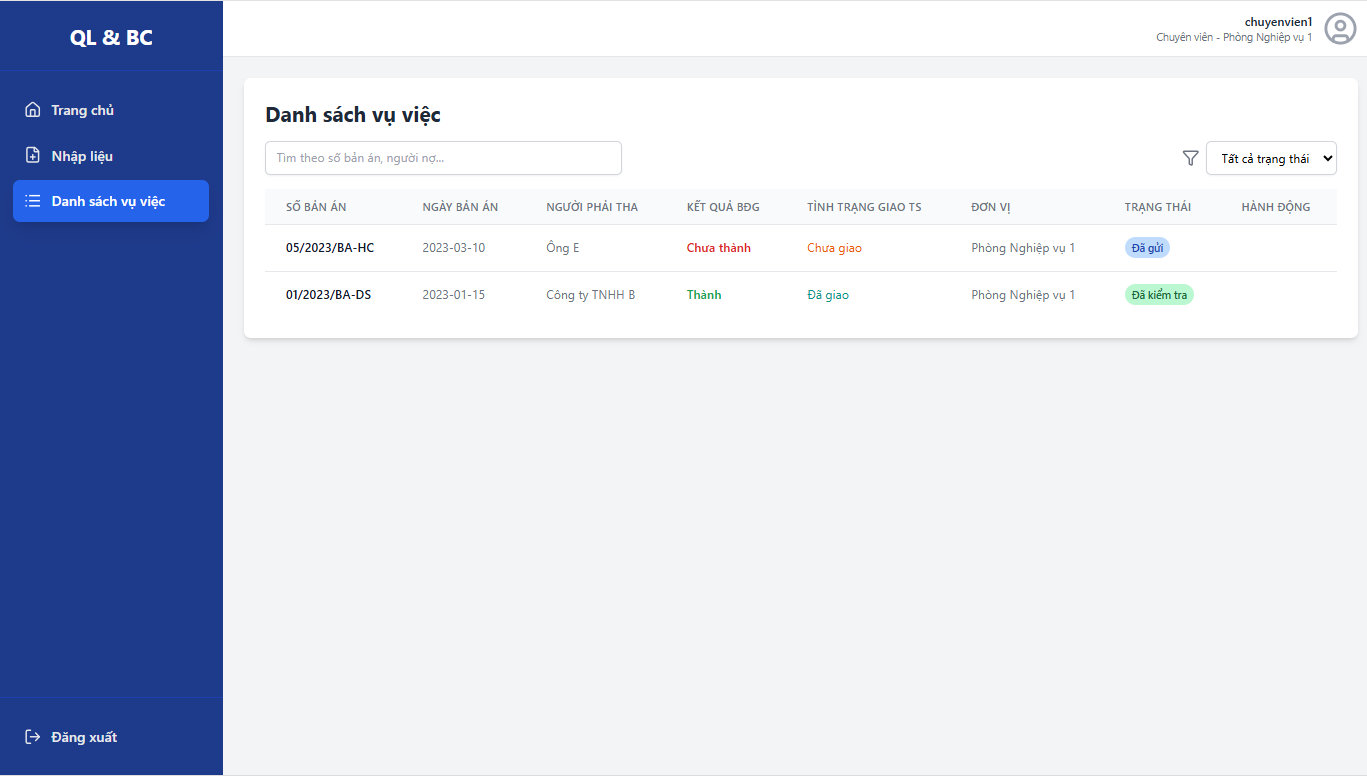 QL & BC
Trang chủ
Nhập liệu
Danh sách vụ việc
Đăng xuất
chuyenvien1
Chuyên viên - Phòng Nghiệp vụ 1
Danh sách vụ việc
Tìm theo số bản án, người nợ...
Tất cả trạng thái
SỐ BẢN ÁN NGÀY BẢN ÁN NGƯỜI PHẢI THA KẾT QUẢ BĐG TÌNH TRẠNG GIAO TS ĐƠN VỊ TRẠNG THÁI HÀNH ĐỘNG
05/2023/BA-HC 2023-03-10 Ông E Chưa thành Chưa giao Phòng Nghiệp vụ 1 Đã gửi
01/2023/BA-DS 2023-01-15 Công ty TNHH B Thành Đã giao Phòng Nghiệp vụ 1 Đã kiểm tra